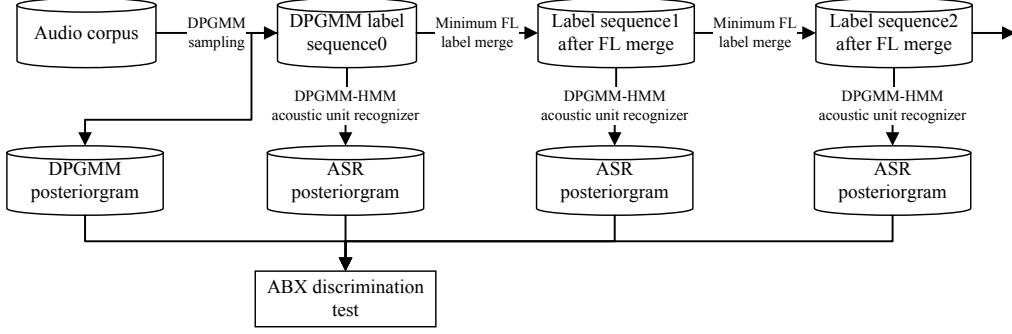 Audio corpus
DPGMM
sampling
DPGMM label
sequence0
Minimum FL
label merge
Label sequence1
after FL merge
Minimum FL
label merge
Label sequence2
after FL merge
DPGMM-HMM
acoustic unit recognizer
DPGMM-HMM
acoustic unit recognizer
DPGMM-HMM
acoustic unit recognizer
DPGMM
posteriorgram
ASR
posteriorgram
ASR
posteriorgram
ASR
posteriorgram
ABX discrimination
test